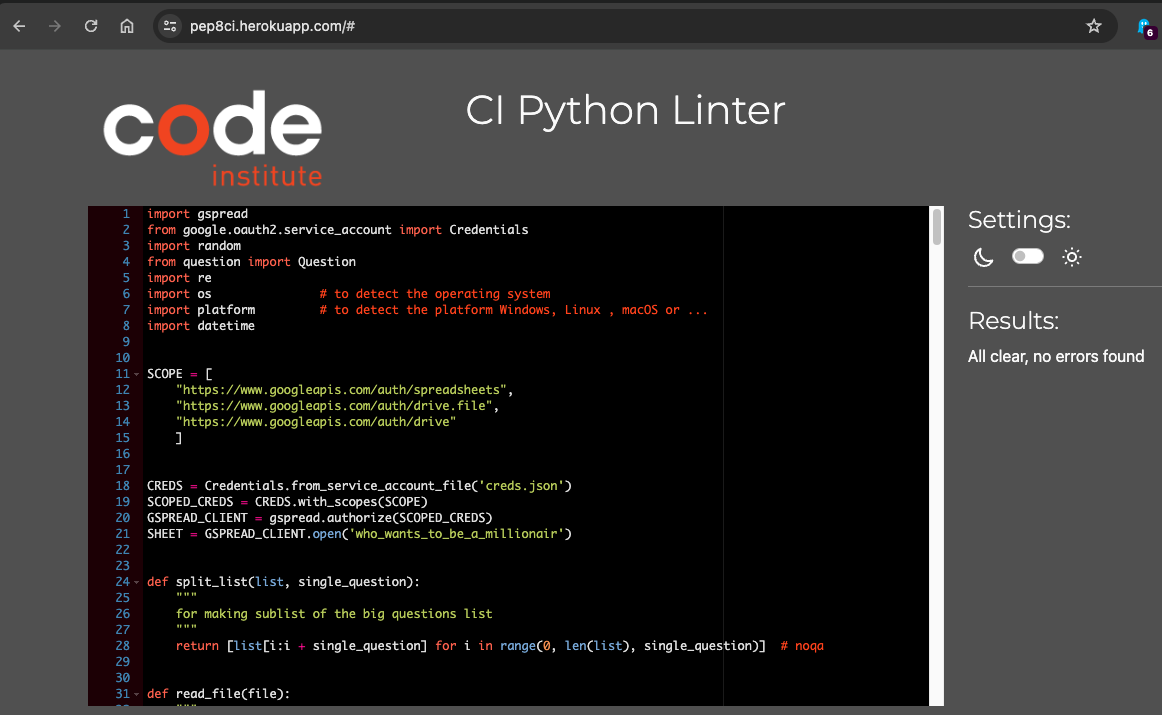 pep8ci.herokuapp.com/#
6
code
institute
CI Python Linter
1 import gspread
2 from google.oauth2.service_account import Credentials
3 import random
4 from question import Question
5 import re
6 import os # to detect the operating system
7 import platform # to detect the platform Windows, Linux , macOS or ...
8 import datetime
9
10
11 SCOPE = [
12 "https://www.googleapis.com/auth/spreadsheets",
13 "https://www.googleapis.com/auth/drive.file",
14 "https://www.googleapis.com/auth/drive"
15 ]
16
17
18 CREDS = Credentials.from_service_account_file('creds.json')
19 SCOPED_CREDS = CREDS.with_scopes(SCOPE)
20 GSPREAD_CLIENT = gspread.authorize(SCOPED_CREDS)
21 SHEET = GSPREAD_CLIENT.open('who_wants_to_be_a_millionair')
22
23
24 def split_list(list, single_question):
25 """
26 for making sublist of the big questions list
27 """
28 return [list[i:i + single_question] for i in range(0, len(list), single_question)] # noqa
29
30
31 def read_file(file):
Settings:
Results:
All clear, no errors found